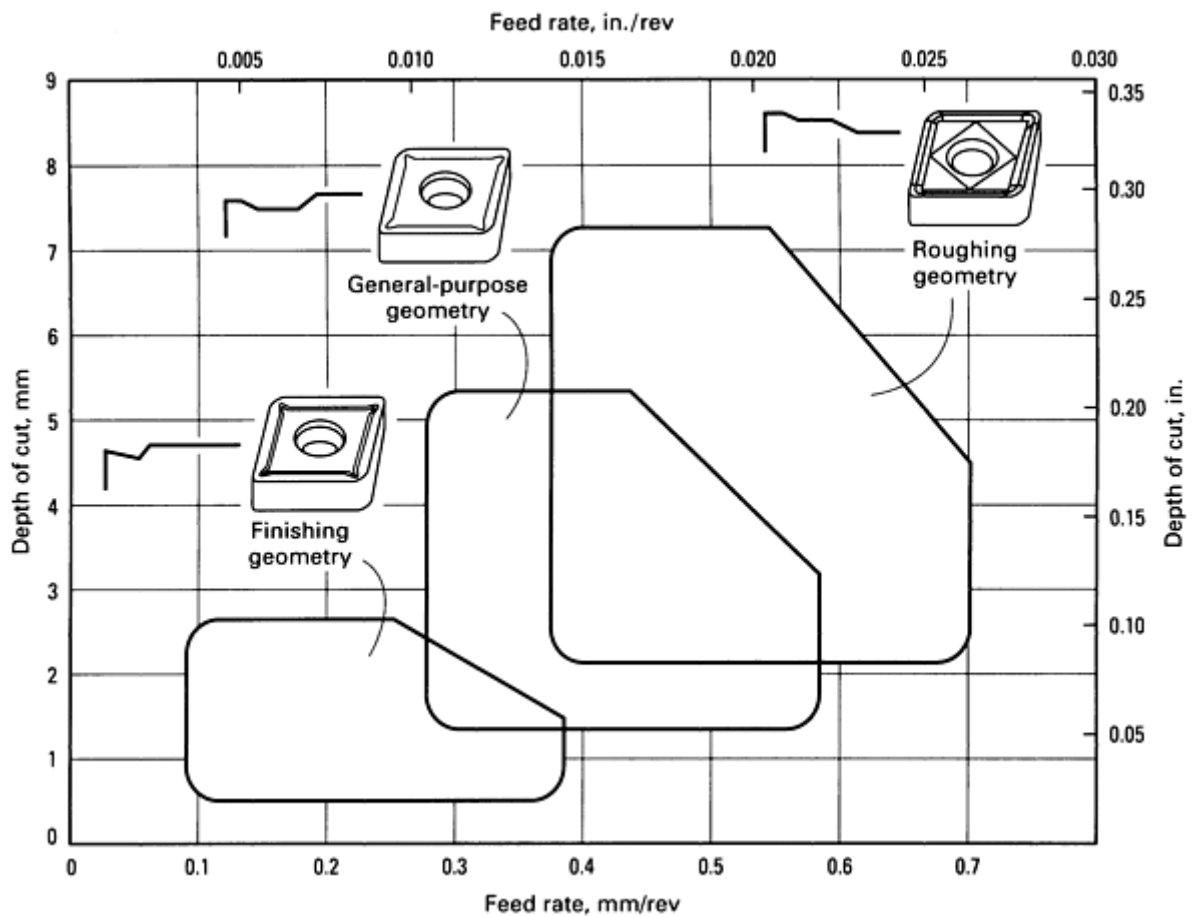 Feed rate, in./rev
0.005 0.010 0.015 0.020 0.025 0.030
9
8
7
6
5
4
3
2
1
0
Depth of cut, mm
0.35
0.30
0.25
0.20
0.15
0.10
0.05
Depth of cut, in.
General-purpose
geometry
Roughing
geometry
Finishing
geometry
0 0.1 0.2 0.3 0.4 0.5 0.6 0.7
Feed rate, mm/rev